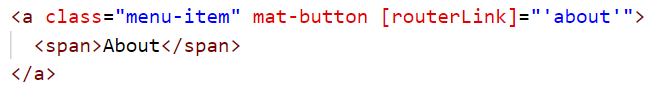 <a class="menu-item" mat-button [routerLink]="'about'">
<span>About</span>
</a>